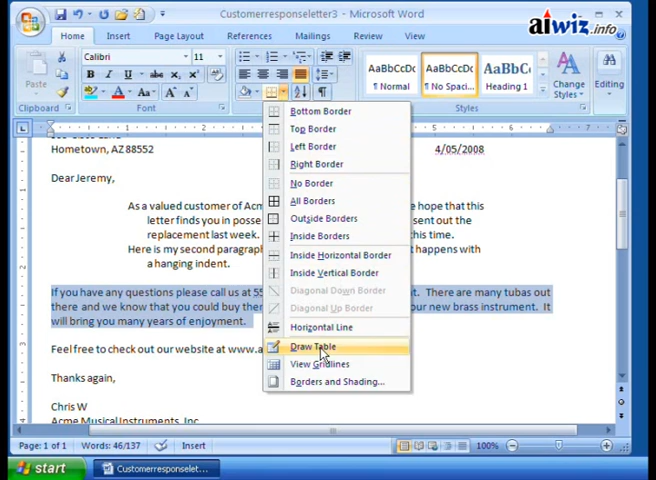 Customerresponseletter3 - Microsoft Word
aiwiz.info
Home Insert Page Layout References Mailings Review View
Paste
Calibri 11
B I U abc x₂ x²
Aa A A
AaBbCcDc AaBbCcDc AaBbC
¶ Normal ¶ No Spaci... Heading 1
Change Styles
Editing
Clipboard Font Styles
Bottom Border
Top Border
Left Border
Right Border
No Border
All Borders
Outside Borders
Inside Borders
Inside Horizontal Border
Inside Vertical Border
Diagonal Down Border
Diagonal Up Border
Horizontal Line
Draw Table
View Gridlines
Borders and Shading...
Hometown, AZ 88552 4/05/2008
Dear Jeremy,
As a valued customer of Acm hope that this
letter finds you in posse sent out the
replacement last week. this time.
Here is my second paragraph happens with
a hanging indent.
If you have any questions please call us at 55 t. There are many tubas out
there and we know that you could buy the our new brass instrument. It
will bring you many years of enjoyment.
Feel free to check out our website at www.a
Thanks again,
Chris W
Acme Musical Instruments, Inc
Page: 1 of 1 Words: 46/137 Insert 100%
start Customerresponselet...